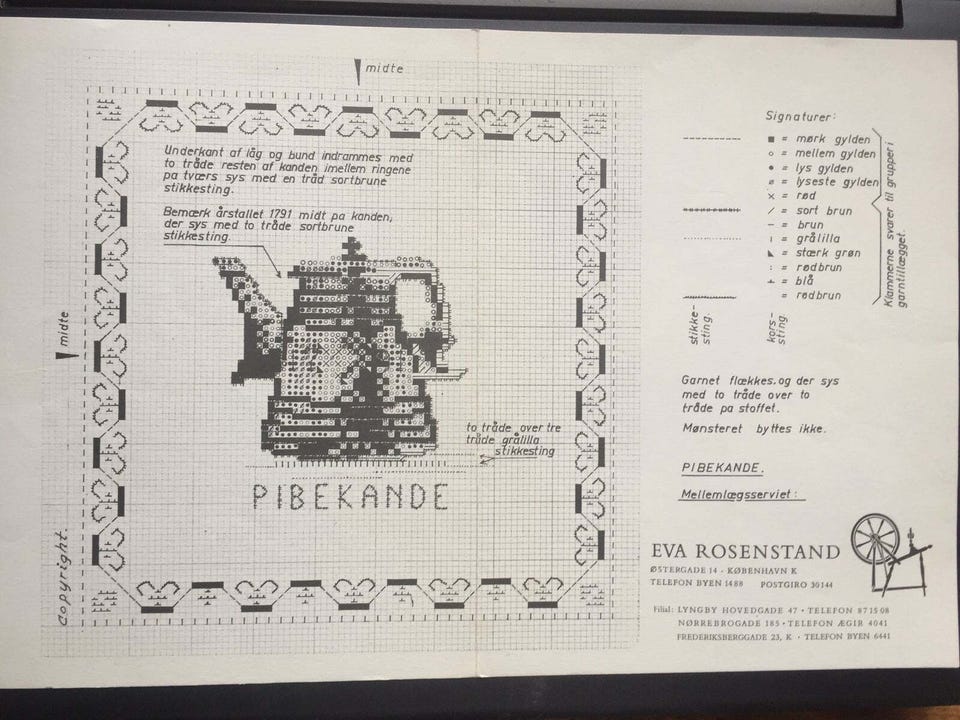 midte
Underkant af låg og bund indrammes med
to tråde resten af kanden imellem ringene
på tværs sys med en tråd sortbrune
stikkesting.
Bemærk årstallet 1791 midt pa kanden,
der sys med to tråde sortbrune
stikkesting.
midte
to tråde over tre
tråde grålilla
stikkesting
PIBEKANDE
copyright.
Signaturer:
■ = mørk gylden
○ = mellem gylden
● = lys gylden
ø = lyseste gylden
x = rød
/ = sort brun
— = brun
ı = grålilla
◣ = stærk grøn
: = rødbrun
+ = blå
= rødbrun
stikke-
sting.
kors-
sting.
Klammerne svarer til grupper i
garntillægget.
Garnet flækkes, og der sys
med to tråde over to
tråde pa stoffet.
Mønsteret byttes ikke.
PIBEKANDE.
Mellemlægsserviet:
EVA ROSENSTAND
ØSTERGADE 14 · KØBENHAVN K
TELEFON BYEN 1488 POSTGIRO 30144
Filial: LYNGBY HOVEDGADE 47 · TELEFON 87 15 08
NØRREBROGADE 185 · TELEFON ÆGIR 4041
FREDERIKSBERGGADE 23, K · TELEFON BYEN 6441